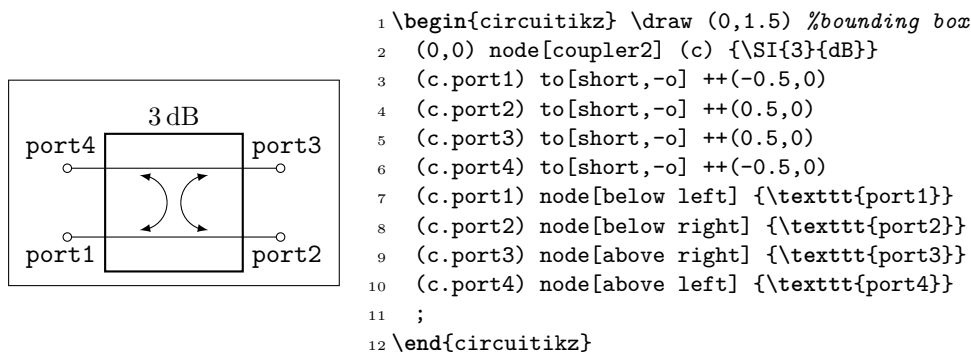 3 dB
port4 port3
port1 port2
1 \begin{circuitikz} \draw (0,1.5) %bounding box
2 (0,0) node[coupler2] (c) {\SI{3}{dB}}
3 (c.port1) to[short,-o] ++(-0.5,0)
4 (c.port2) to[short,-o] ++(0.5,0)
5 (c.port3) to[short,-o] ++(0.5,0)
6 (c.port4) to[short,-o] ++(-0.5,0)
7 (c.port1) node[below left] {\texttt{port1}}
8 (c.port2) node[below right] {\texttt{port2}}
9 (c.port3) node[above right] {\texttt{port3}}
10 (c.port4) node[above left] {\texttt{port4}}
11 ;
12 \end{circuitikz}